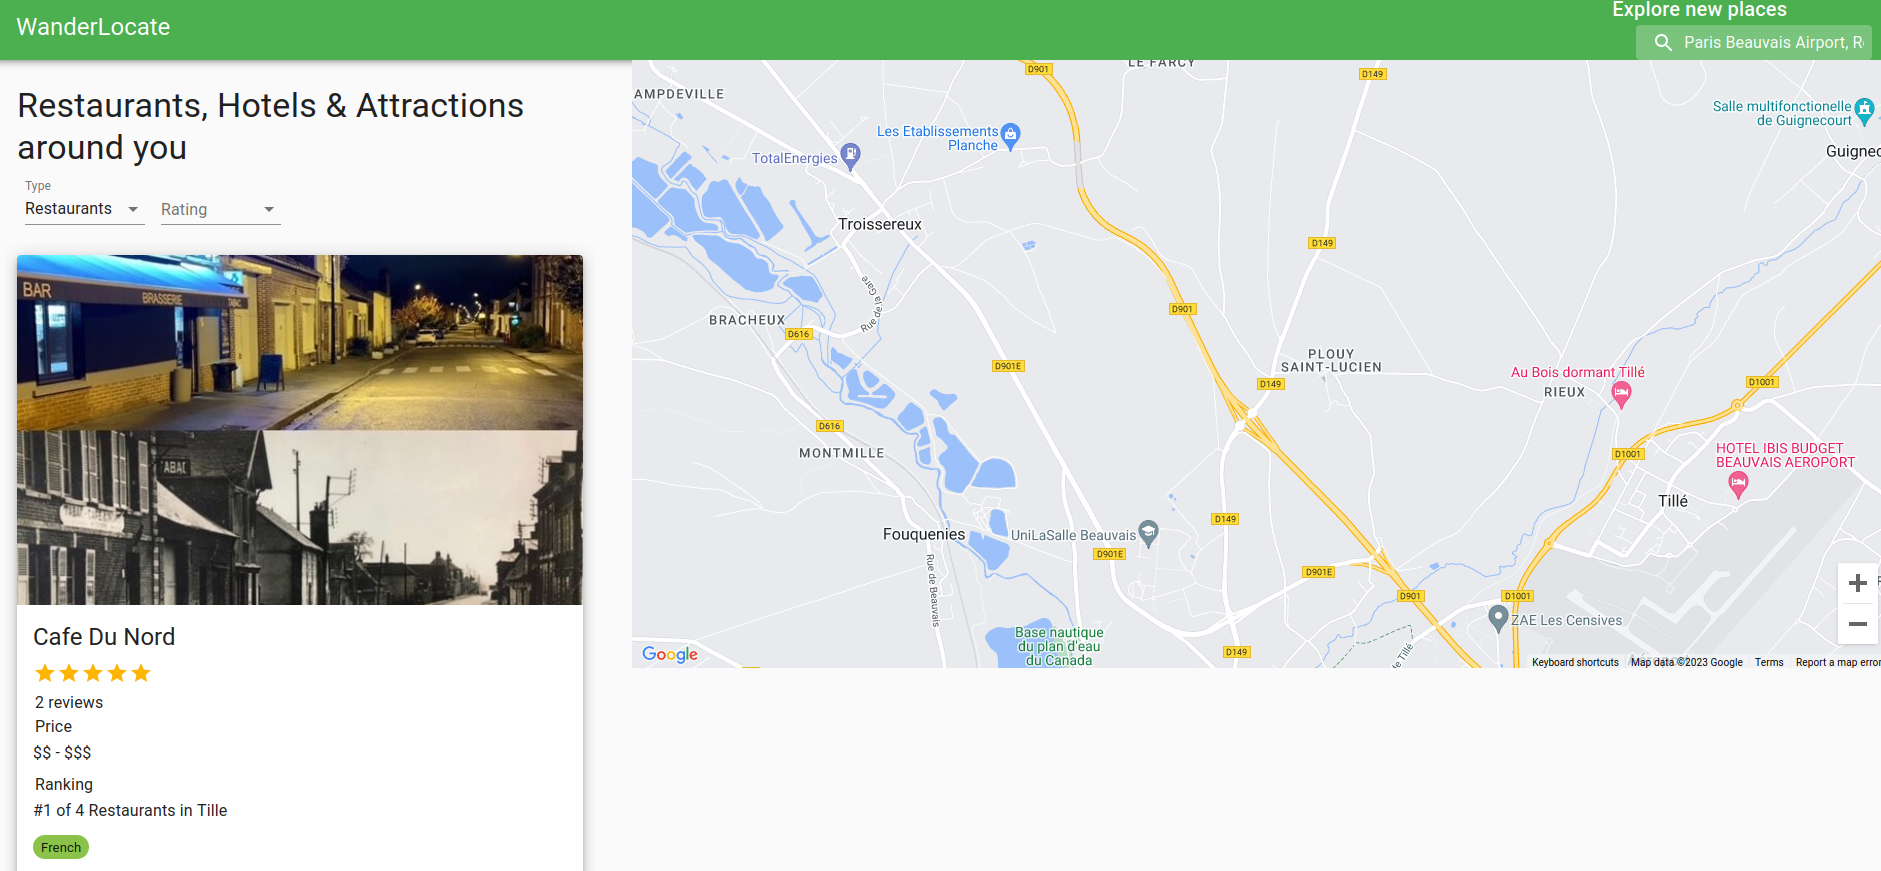 WanderLocate
Explore new places
Paris Beauvais Airport, R
Restaurants, Hotels & Attractions
around you
Type
Restaurants
Rating
BAR
BRASSERIE
TABAC
TABAC
Cafe Du Nord
2 reviews
Price
$$ - $$$
Ranking
#1 of 4 Restaurants in Tille
French
D901
LE FARCY
D149
AMPDEVILLE
Salle multifonctionelle
de Guignecourt
Les Etablissements
Planche
TotalEnergies
Guignec
Troissereux
D149
Rue de la Gare
D901
BRACHEUX
D616
PLOUY
SAINT-LUCIEN
D901E
Au Bois dormant Tillé
RIEUX
D149
D1001
D616
MONTMILLE
HOTEL IBIS BUDGET
BEAUVAIS AEROPORT
D1001
Tillé
D149
Fouquenies
UniLaSalle Beauvais
D901E
Rue de Beauvais
D901E
D901
D1001
ZAE Les Censives
Base nautique
du plan d'eau
du Canada
D149
de Tillé
Google
Keyboard shortcuts
Map data ©2023 Google
Terms
Report a map error